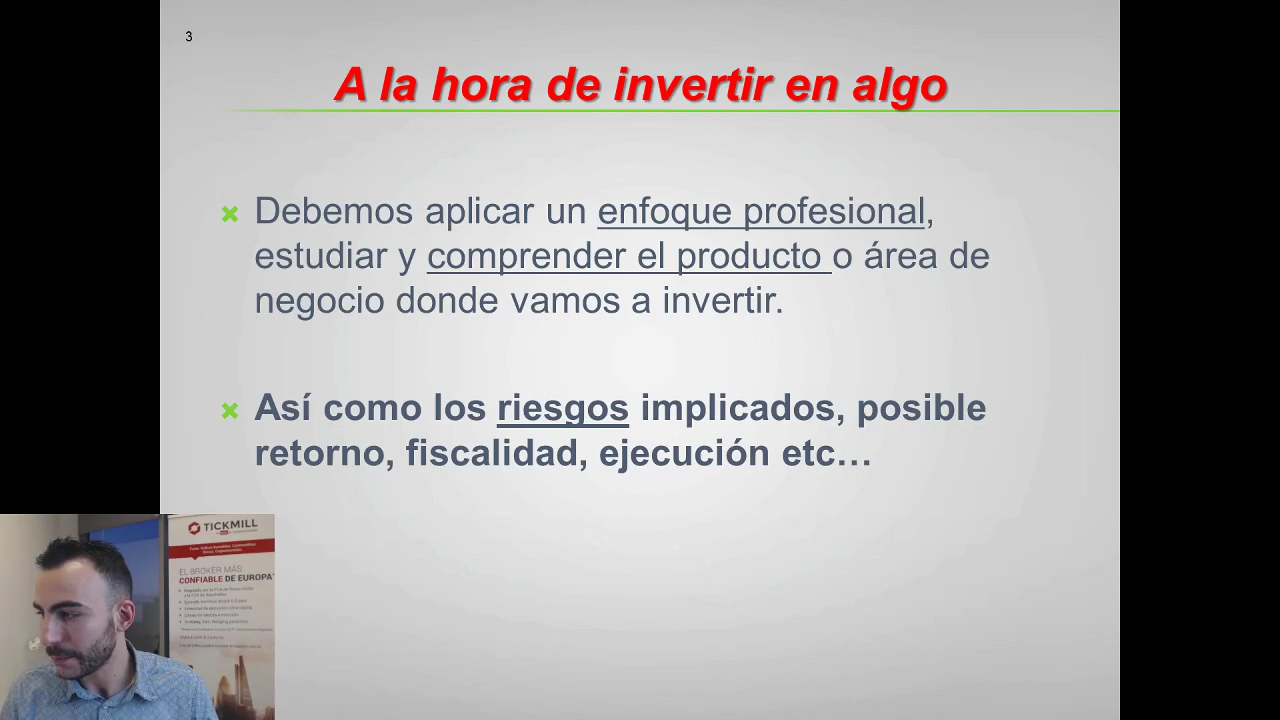 3
A la hora de invertir en algo
Debemos aplicar un enfoque profesional,
estudiar y comprender el producto o área de
negocio donde vamos a invertir.
Así como los riesgos implicados, posible
retorno, fiscalidad, ejecución etc…
TICKMILL
EL BROKER MÁS
CONFIABLE DE EUROPA